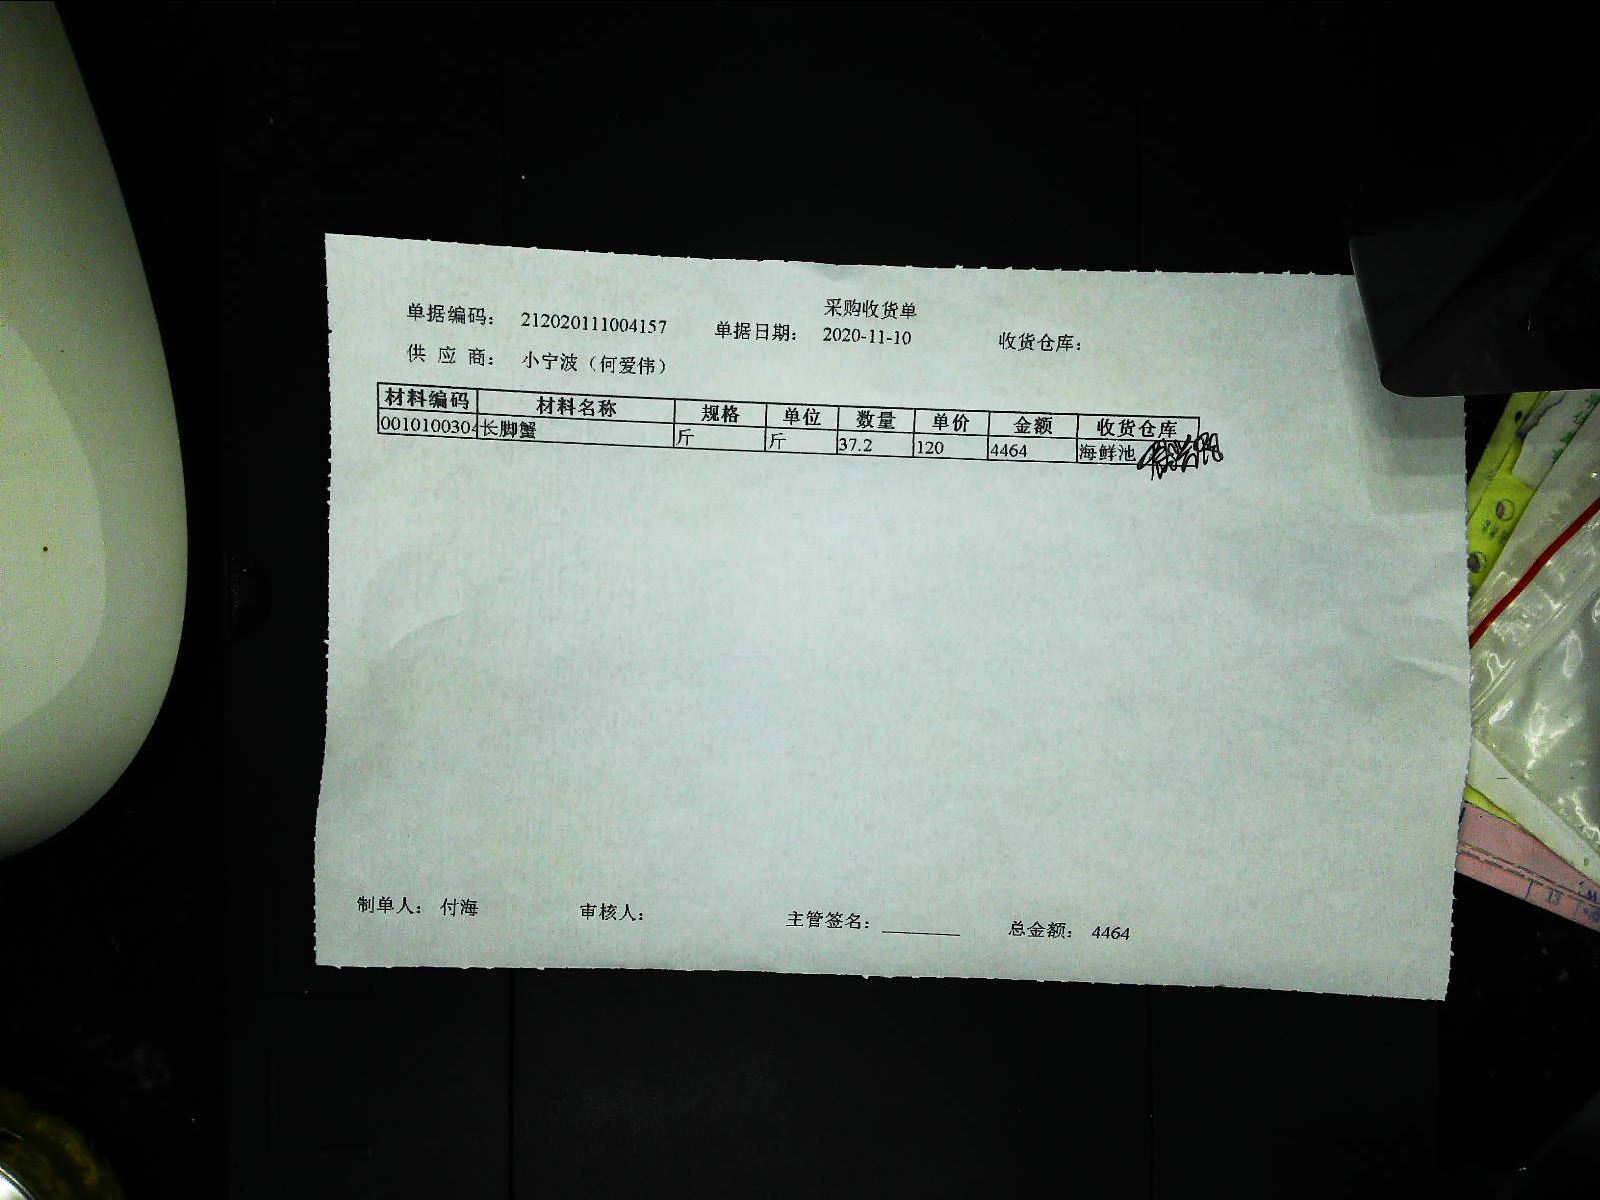 采购收货单
单据编码： 212020111004157 单据日期： 2020-11-10 收货仓库：
供 应 商： 小宁波（何爱伟）
材料编码 材料名称 规格 单位 数量 单价 金额 收货仓库
0010100304 长脚蟹 斤 斤 37.2 120 4464 海鲜池
制单人： 付海 审核人： 主管签名： ________ 总金额： 4464